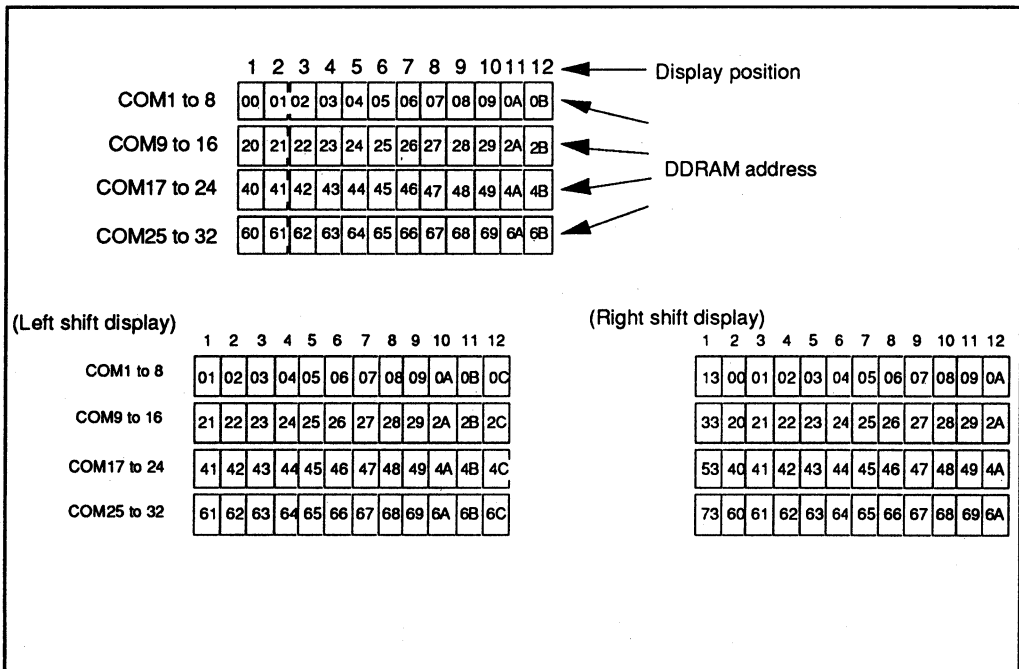 1 2 3 4 5 6 7 8 9 10 11 12 Display position
COM1 to 8 00 01 02 03 04 05 06 07 08 09 0A 0B
COM9 to 16 20 21 22 23 24 25 26 27 28 29 2A 2B
DDRAM address
COM17 to 24 40 41 42 43 44 45 46 47 48 49 4A 4B
COM25 to 32 60 61 62 63 64 65 66 67 68 69 6A 6B
(Left shift display)
1 2 3 4 5 6 7 8 9 10 11 12
COM1 to 8 01 02 03 04 05 06 07 08 09 0A 0B 0C
COM9 to 16 21 22 23 24 25 26 27 28 29 2A 2B 2C
COM17 to 24 41 42 43 44 45 46 47 48 49 4A 4B 4C
COM25 to 32 61 62 63 64 65 66 67 68 69 6A 6B 6C
(Right shift display)
1 2 3 4 5 6 7 8 9 10 11 12
13 00 01 02 03 04 05 06 07 08 09 0A
33 20 21 22 23 24 25 26 27 28 29 2A
53 40 41 42 43 44 45 46 47 48 49 4A
73 60 61 62 63 64 65 66 67 68 69 6A